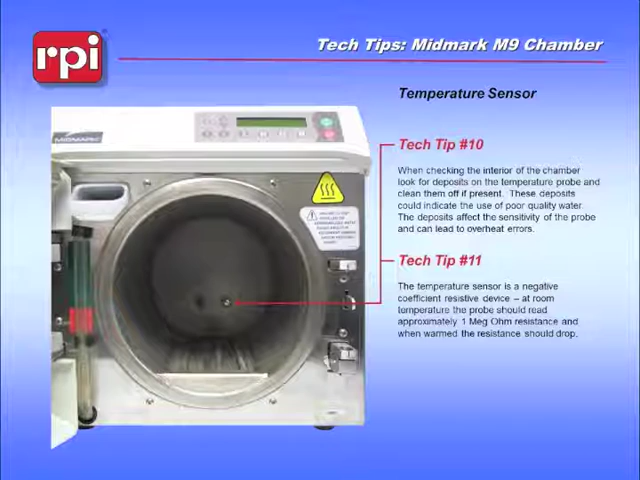 rpi
Tech Tips: Midmark M9 Chamber
Temperature Sensor
MIDMARK
Tech Tip #10
When checking the interior of the chamber
look for deposits on the temperature probe and
clean them off if present. These deposits
could indicate the use of poor quality water.
The deposits affect the sensitivity of the probe
and can lead to overheat errors.
Tech Tip #11
The temperature sensor is a negative
coefficient resistive device – at room
temperature the probe should read
approximately 1 Meg Ohm resistance and
when warmed the resistance should drop.